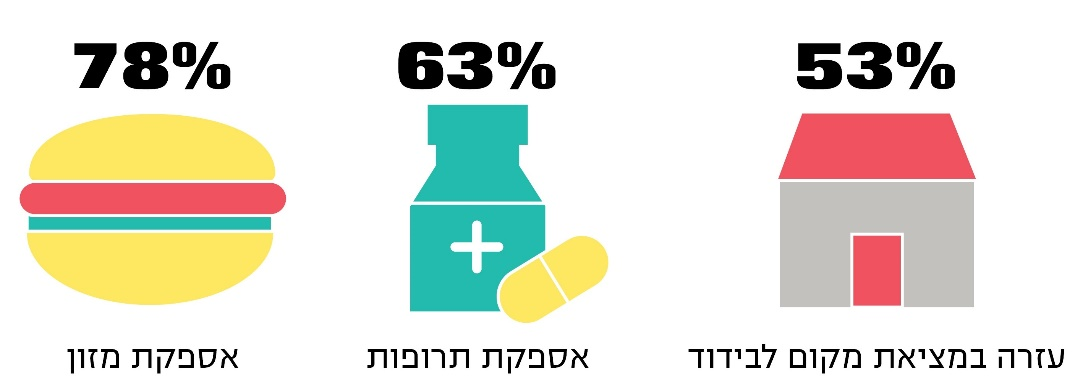 78%
63%
53%
אספקת מזון
אספקת תרופות
עזרה במציאת מקום לבידוד